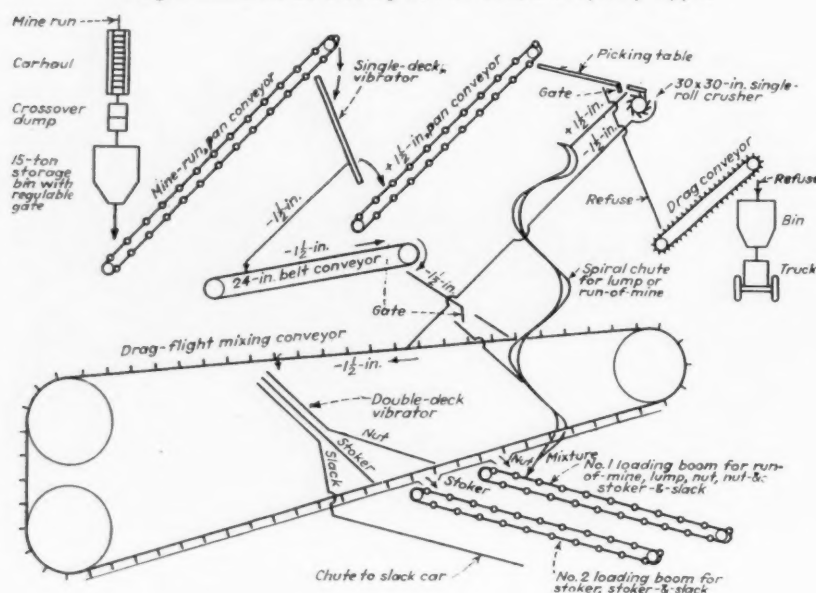 Mine run
Carhaul
Crossover
dump
15-ton
storage
bin with
regulable
gate
Mine-run, pan conveyor
Single-deck
vibrator
+1½-in., pan conveyor
Picking table
Gate
30x30-in. single-
roll crusher
+1½-in.
-1½-in.
Drag conveyor
Refuse
Refuse
Bin
Truck
-1½-in.
-1½-in.
24-in. belt conveyor
-1½-in.
Gate
Spiral chute
for lump or
run-of-mine
Drag-flight mixing conveyor
-1½-in.
Double-deck
vibrator
Nut
Stoker
Slack
Nut
Mixture
Stoker
No.1 loading boom for run-
of-mine, lump, nut, nut-&-
stoker-&-slack
Chute to slack car
No.2 loading boom for
stoker, stoker-&-slack